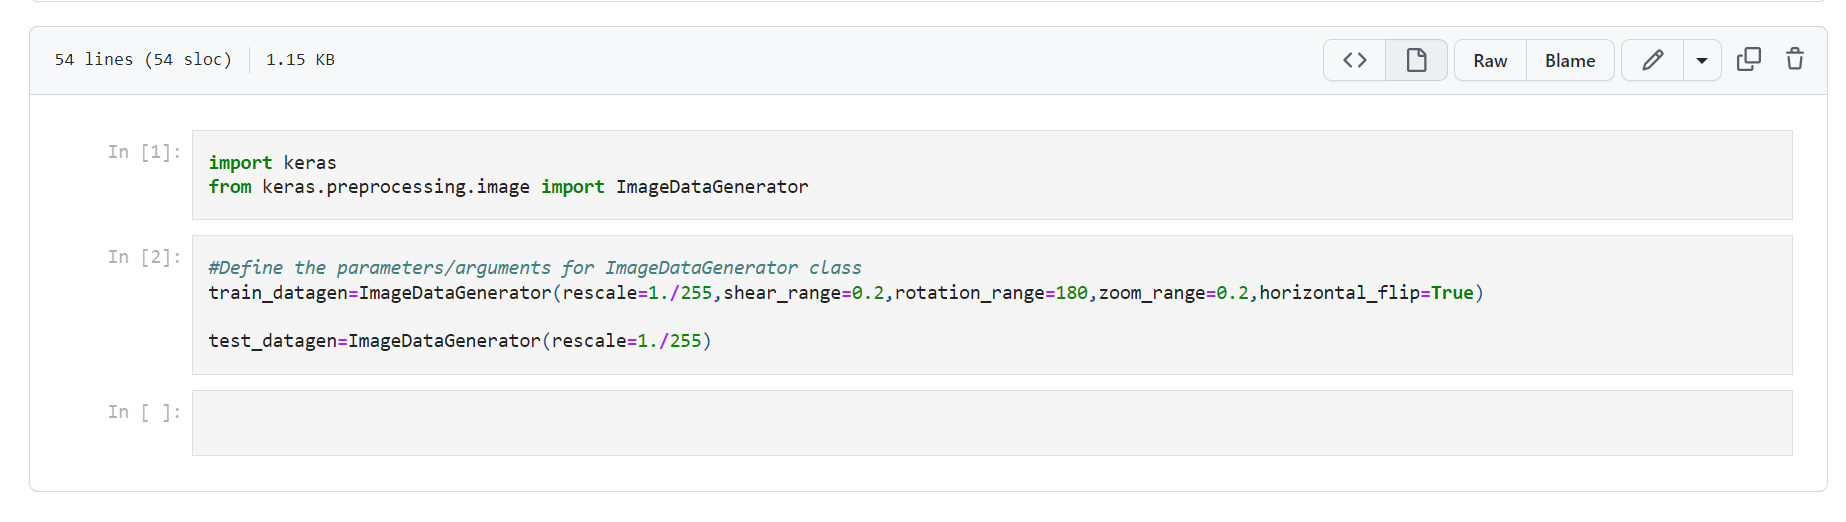 54 lines (54 sloc) 1.15 KB
Raw Blame
In [1]:
import keras
from keras.preprocessing.image import ImageDataGenerator
In [2]:
#Define the parameters/arguments for ImageDataGenerator class
train_datagen=ImageDataGenerator(rescale=1./255,shear_range=0.2,rotation_range=180,zoom_range=0.2,horizontal_flip=True)
test_datagen=ImageDataGenerator(rescale=1./255)
In [ ]: